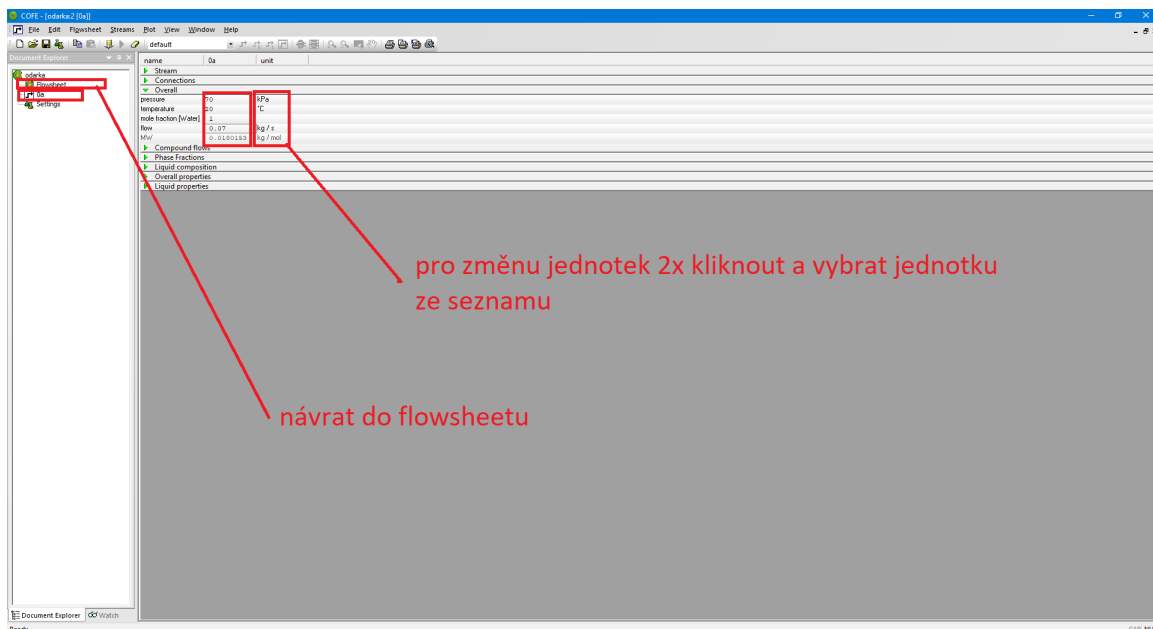 COFE - [odarka:2 [0a]]
File Edit Flowsheet Streams Plot View Window Help
default
Document Explorer
name 0a unit
Stream
odarka
Connections
Flowsheet
Overall
0a
pressure 70 kPa
Settings
temperature 20 °C
mole fraction [Water] 1
flow 0.07 kg / s
MW 0.0180153 kg / mol
Compound flows
Phase Fractions
Liquid composition
Overall properties
Liquid properties
pro změnu jednotek 2x kliknout a vybrat jednotku
ze seznamu
návrat do flowsheetu
Document Explorer Watch